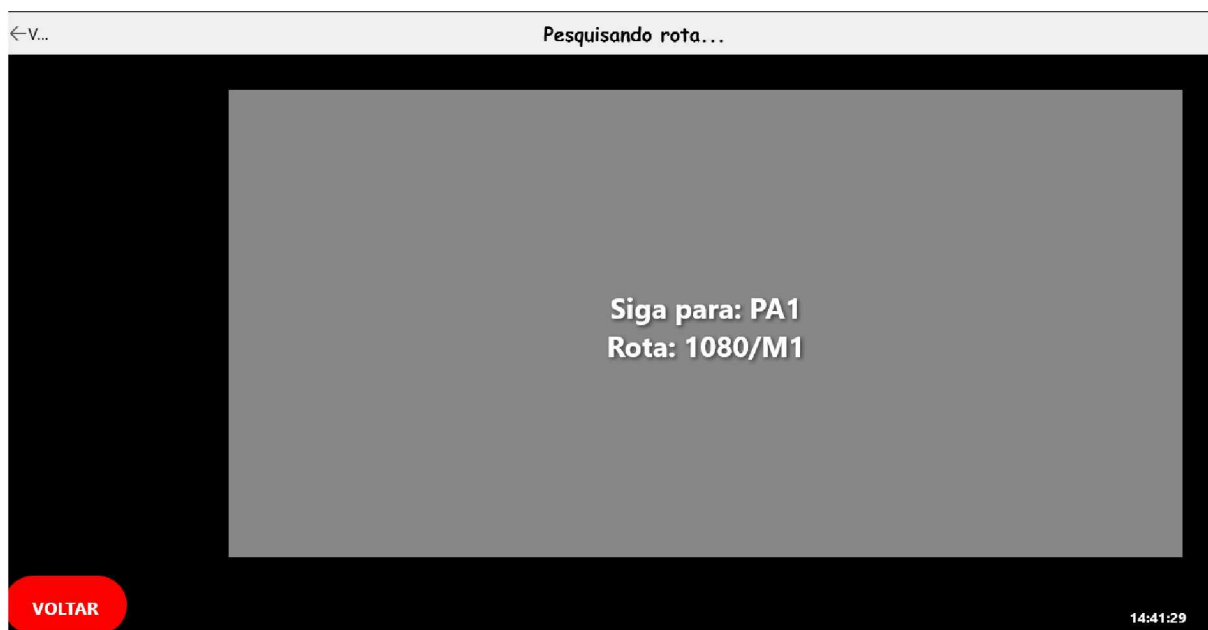 ←V...
Pesquisando rota...
Siga para: PA1
Rota: 1080/M1
VOLTAR
14:41:29